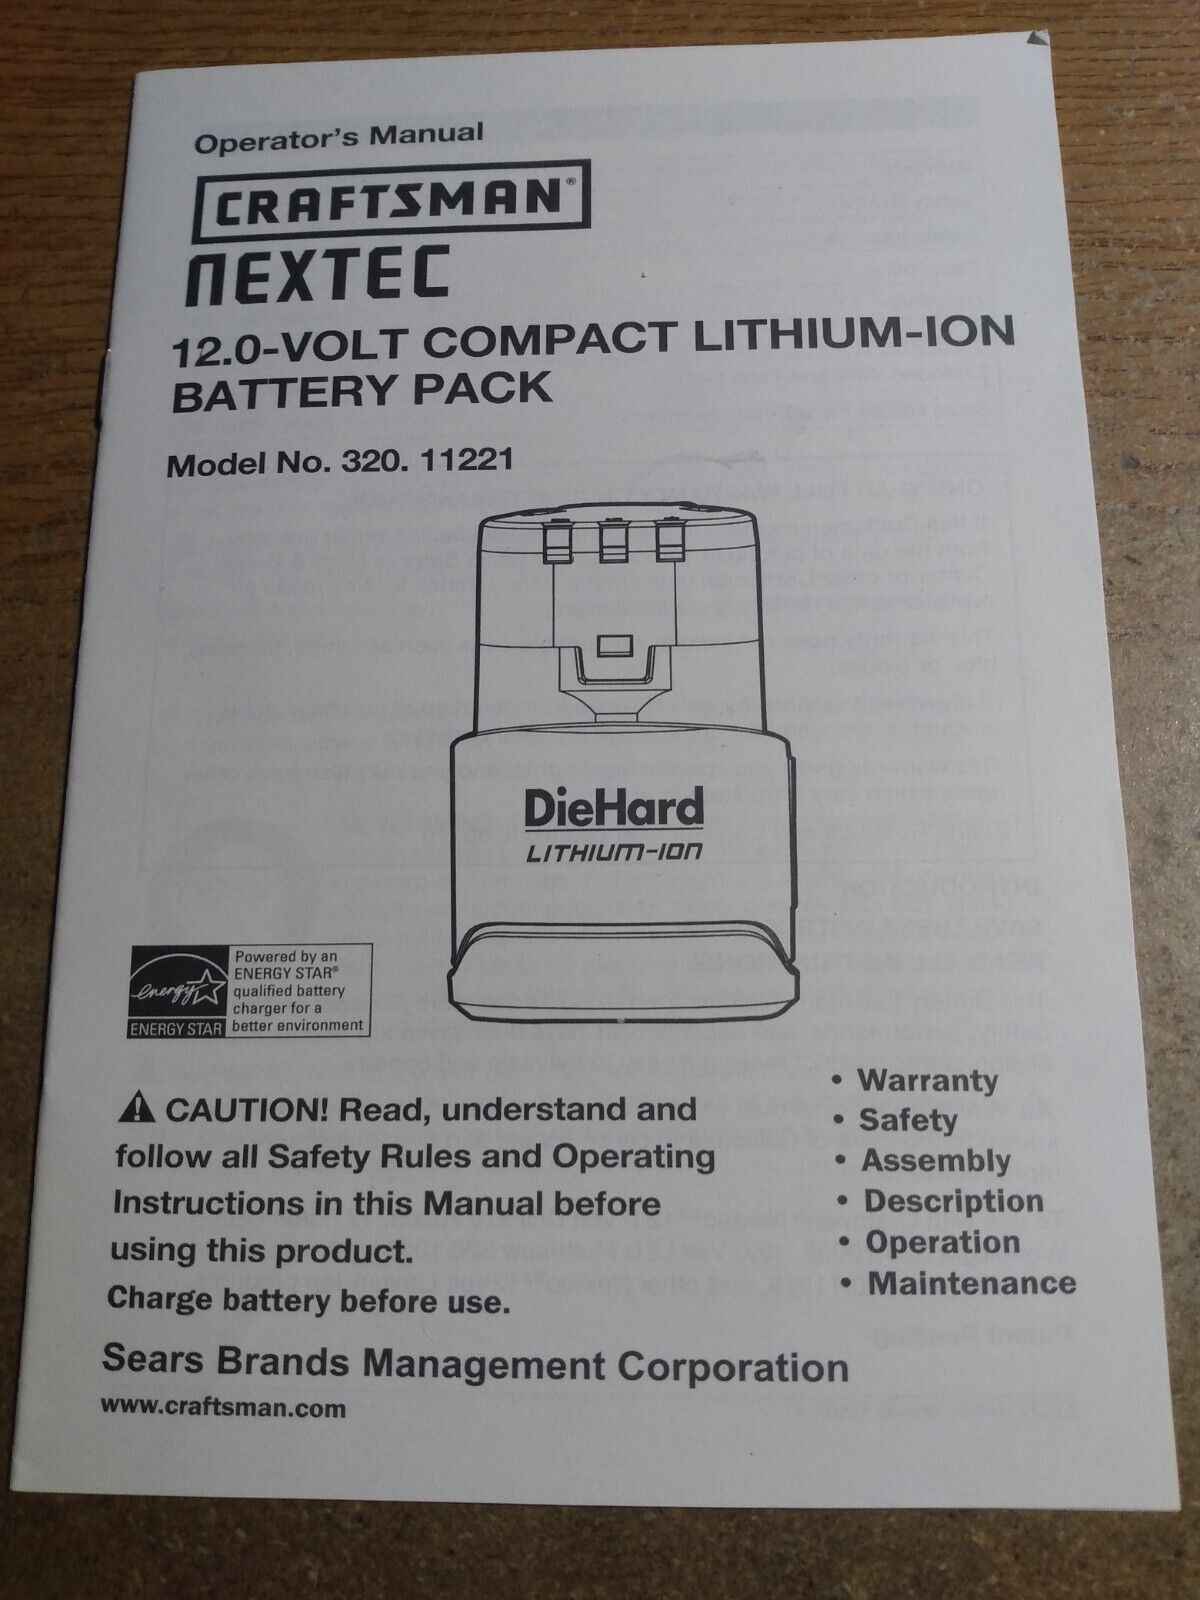 Operator's Manual
CRAFTSMAN®
NEXTEC
12.0-VOLT COMPACT LITHIUM-ION
BATTERY PACK
Model No. 320. 11221
DieHard
LITHIUM-ION
energy
ENERGY STAR
Powered by an
ENERGY STAR®
qualified battery
charger for a
better environment
⚠ CAUTION! Read, understand and
follow all Safety Rules and Operating
Instructions in this Manual before
using this product.
Charge battery before use.
• Warranty
• Safety
• Assembly
• Description
• Operation
• Maintenance
Sears Brands Management Corporation
www.craftsman.com